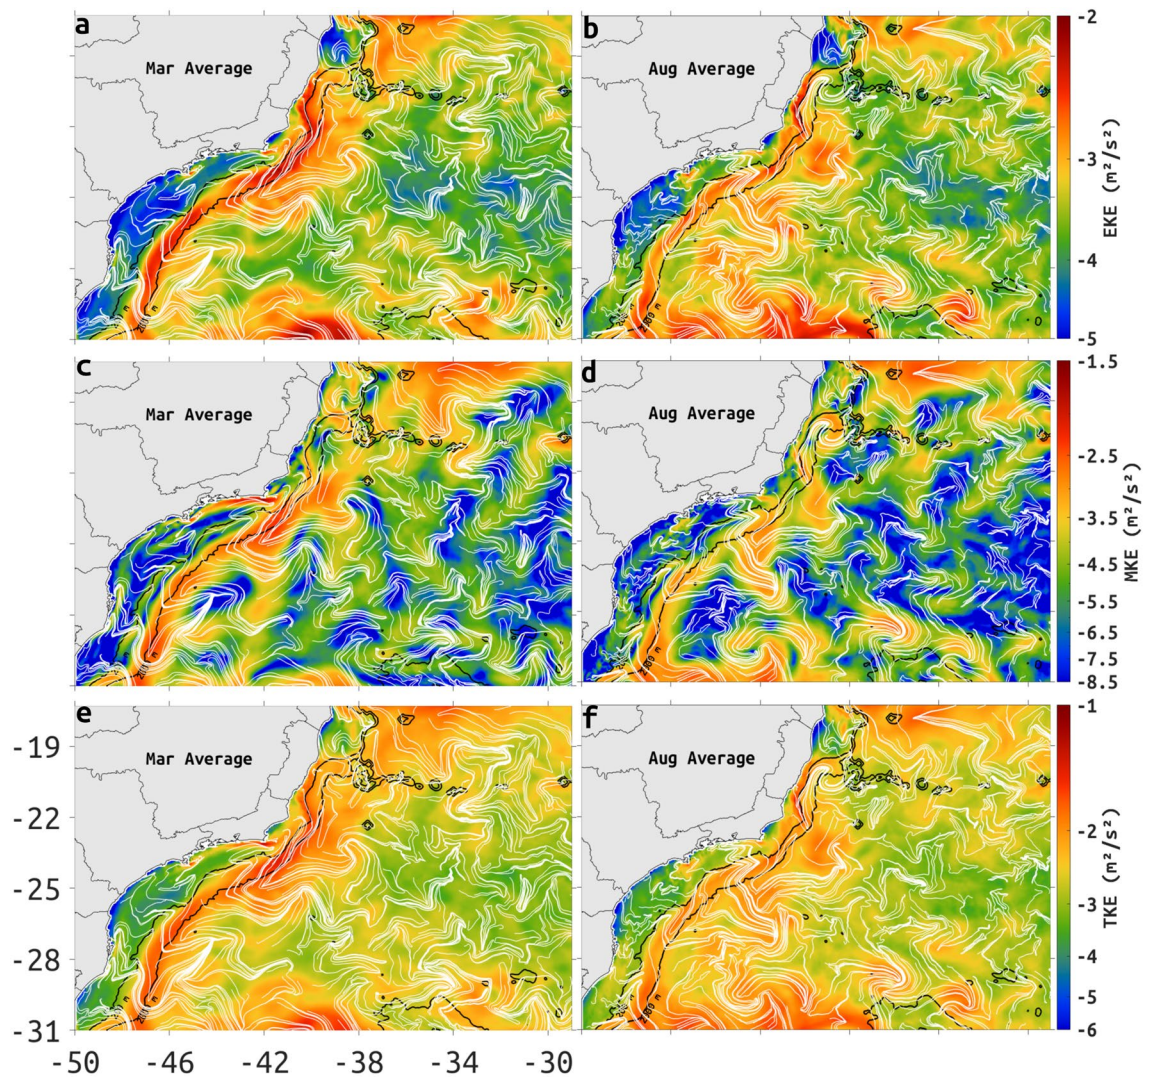 a
Mar Average
b
Aug Average
-2
-3
-4
-5
EKE (m²/s²)
c
Mar Average
d
Aug Average
-1.5
-2.5
-3.5
-4.5
-5.5
-6.5
-7.5
-8.5
MKE (m²/s²)
e
Mar Average
f
Aug Average
-1
-2
-3
-4
-5
-6
TKE (m²/s²)
-19
-22
-25
-28
-31
-50 -46 -42 -38 -34 -30